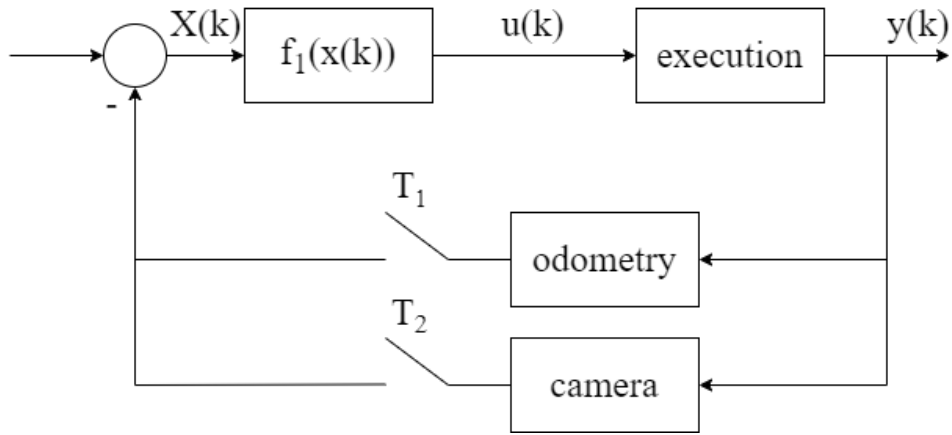 X(k)
f₁(x(k))
u(k)
execution
y(k)
-
T₁
odometry
T₂
camera